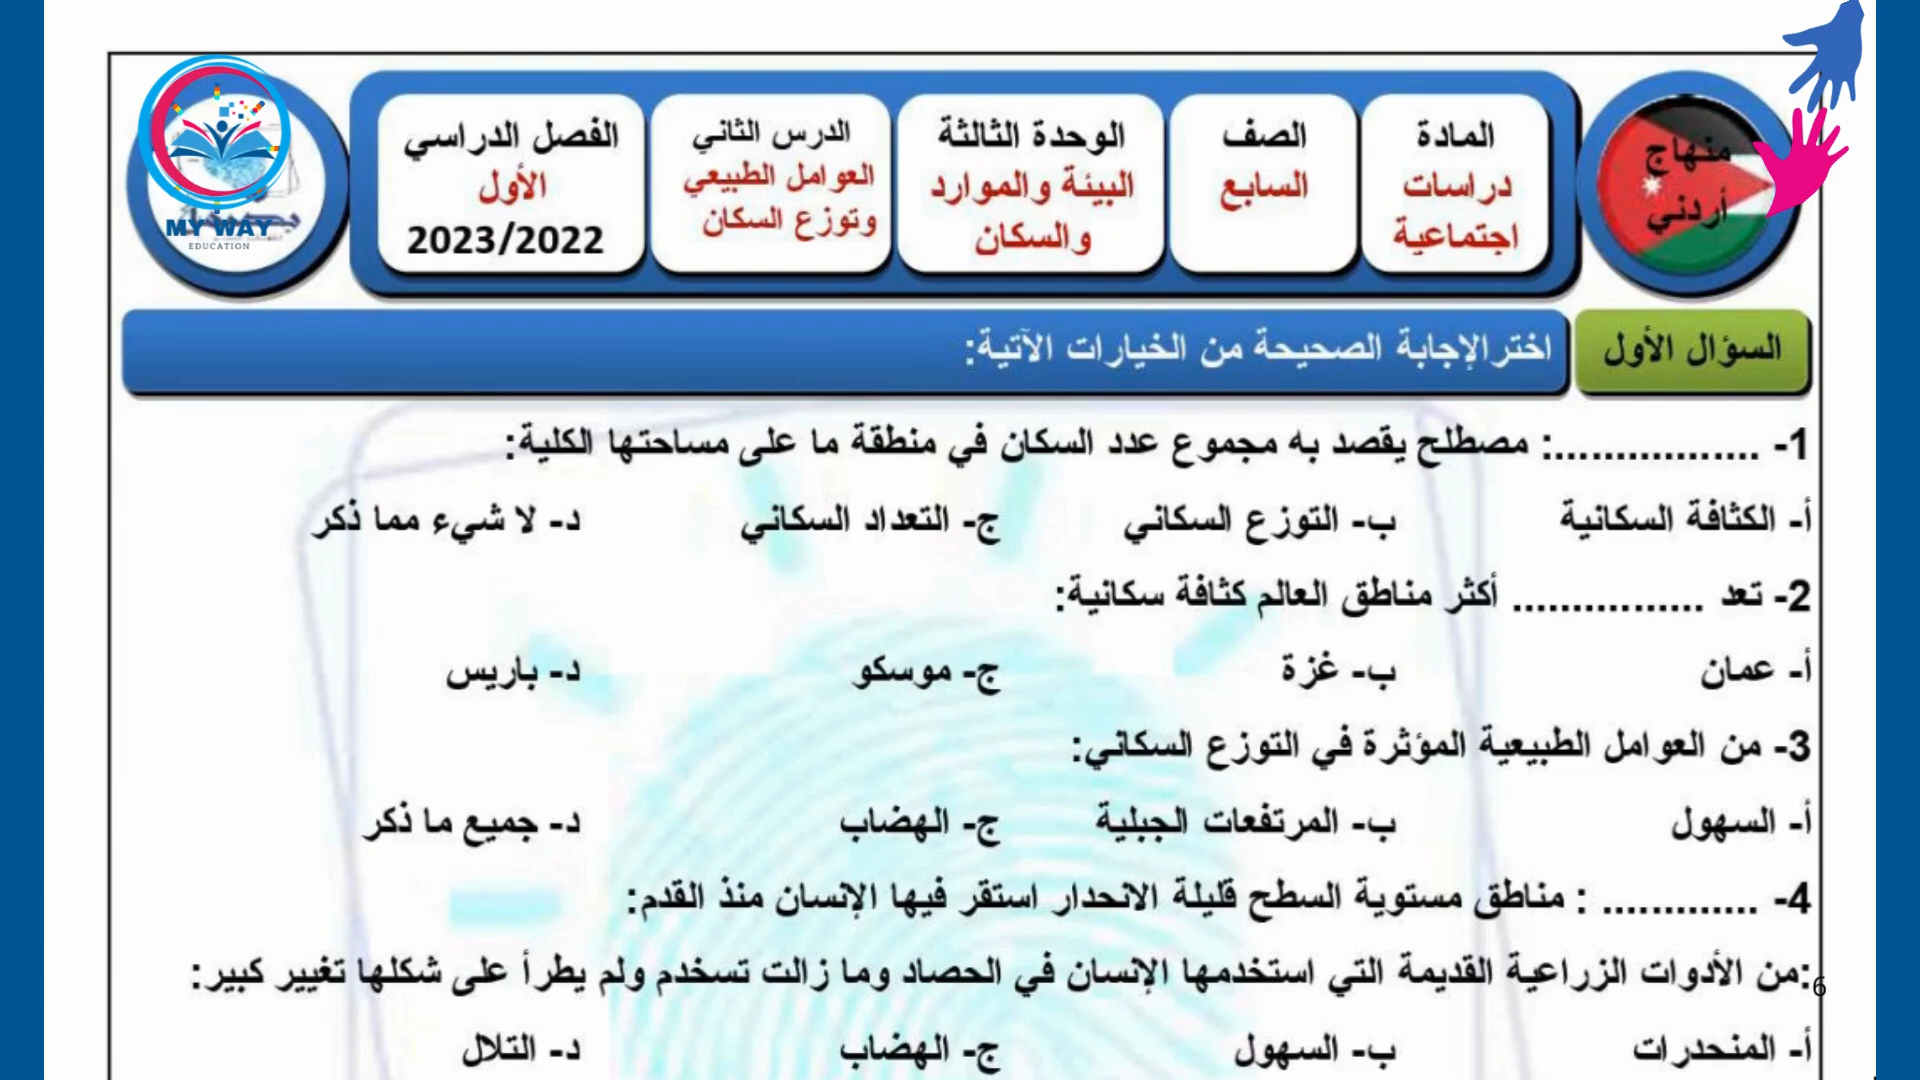 منهاج
أردني
المادة
دراسات
اجتماعية
الصف
السابع
الوحدة الثالثة
البيئة والموارد
والسكان
الدرس الثاني
العوامل الطبيعي
وتوزع السكان
الفصل الدراسي
الأول
2023/2022
MY WAY
EDUCATION
السؤال الأول
اخترالإجابة الصحيحة من الخيارات الآتية:
1- .................: مصطلح يقصد به مجموع عدد السكان في منطقة ما على مساحتها الكلية:
أ- الكثافة السكانية ب- التوزع السكاني ج- التعداد السكاني د- لا شيء مما ذكر
2- تعد ................ أكثر مناطق العالم كثافة سكانية:
أ- عمان ب- غزة ج- موسكو د- باريس
3- من العوامل الطبيعية المؤثرة في التوزع السكاني:
أ- السهول ب- المرتفعات الجبلية ج- الهضاب د- جميع ما ذكر
4- ............. : مناطق مستوية السطح قليلة الانحدار استقر فيها الإنسان منذ القدم:
:من الأدوات الزراعية القديمة التي استخدمها الإنسان في الحصاد وما زالت تسخدم ولم يطرأ على شكلها تغيير كبير:
6
أ- المنحدرات ب- السهول ج- الهضاب د- التلال